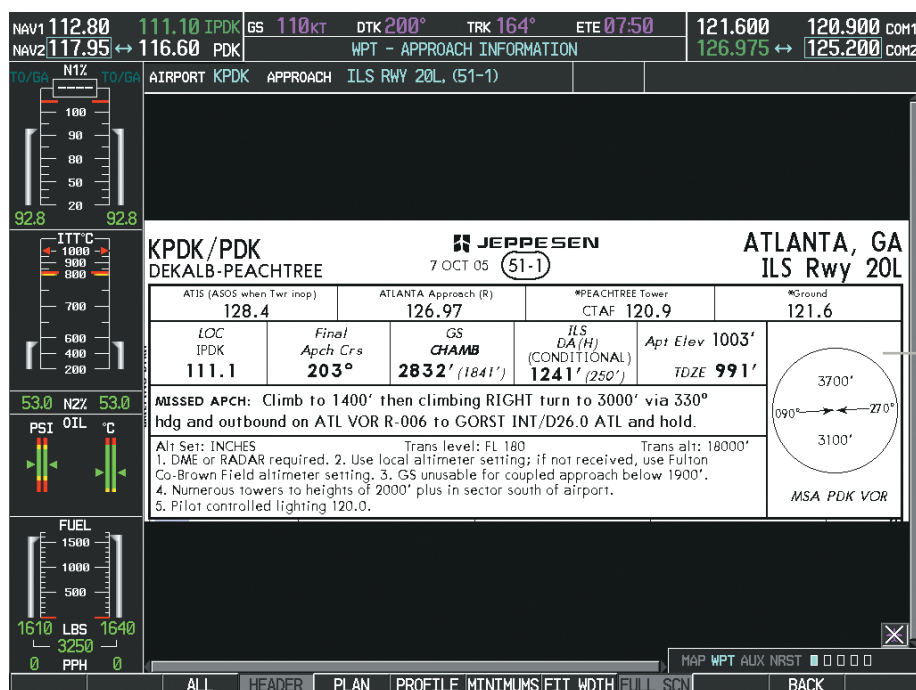 NAV1 112.80 111.10 IPDK GS 110KT DTK 200° TRK 164° ETE 07:50 121.600 120.900 COM1
NAV2 117.95 ↔ 116.60 PDK WPT - APPROACH INFORMATION 126.975 ↔ 125.200 COM2
TO/GA N1% TO/GA AIRPORT KPDK APPROACH ILS RWY 20L, (51-1)
----
100
90
80
50
20
92.8 92.8
ITT°C
1000
900
800
700
600
400
200
53.0 N2% 53.0
PSI OIL °C
FUEL
1500
1000
500
1610 LBS 1640
3250
0 PPH 0
KPDK/PDK
DEKALB-PEACHTREE
JEPPESEN
7 OCT 05 51-1
ATLANTA, GA
ILS Rwy 20L
ATIS (ASOS when Twr inop) ATLANTA Approach (R) *PEACHTREE Tower *Ground
128.4 126.97 CTAF 120.9 121.6
LOC
IPDK
111.1
Final
Apch Crs
203°
GS
CHAMB
2832' (1841')
ILS
DA(H)
(CONDITIONAL)
1241' (250')
Apt Elev 1003'
TDZE 991'
3700'
090° 270°
3100'
MSA PDK VOR
MISSED APCH: Climb to 1400' then climbing RIGHT turn to 3000' via 330°
hdg and outbound on ATL VOR R-006 to GORST INT/D26.0 ATL and hold.
Alt Set: INCHES Trans level: FL 180 Trans alt: 18000'
1. DME or RADAR required. 2. Use local altimeter setting; if not received, use Fulton
Co-Brown Field altimeter setting. 3. GS unusable for coupled approach below 1900'.
4. Numerous towers to heights of 2000' plus in sector south of airport.
5. Pilot controlled lighting 120.0.
MAP WPT AUX NRST
ALL HEADER PLAN PROFILE MINIMUMS FIT WDTH FULL SCN BACK